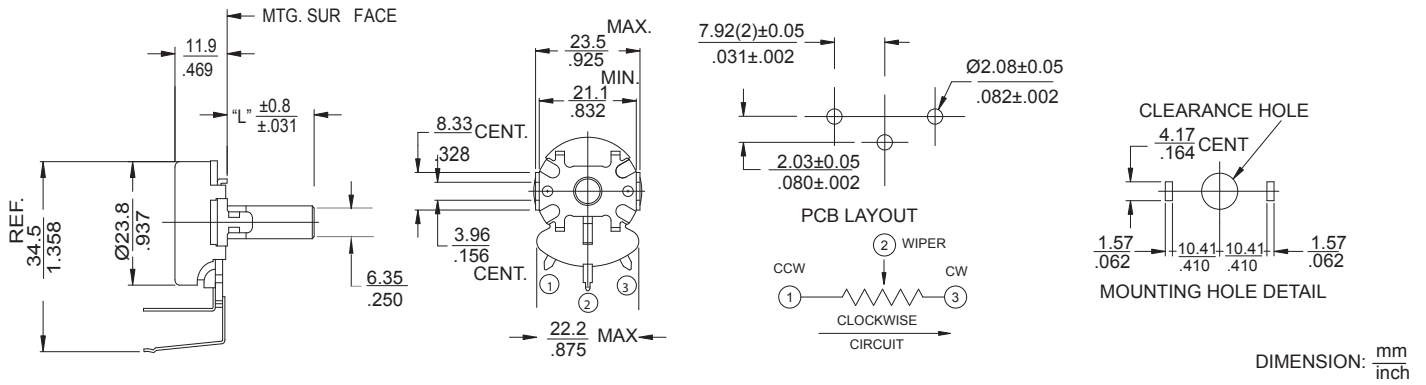 MTG. SUR FACE
11.9
.469
"L" ±0.8
±.031
REF.
34.5
1.358
Ø23.8
.937
6.35
.250
MAX.
23.5
.925
MIN.
21.1
.832
8.33 CENT.
.328
3.96
.156
CENT.
1
2
3
22.2 MAX
.875
7.92(2)±0.05
.031±.002
Ø2.08±0.05
.082±.002
2.03±0.05
.080±.002
PCB LAYOUT
2 WIPER
CCW
CW
1
3
CLOCKWISE
CIRCUIT
CLEARANCE HOLE
4.17 CENT
.164
1.57
.062
10.41
.410
10.41
.410
1.57
.062
MOUNTING HOLE DETAIL
DIMENSION: mm
inch